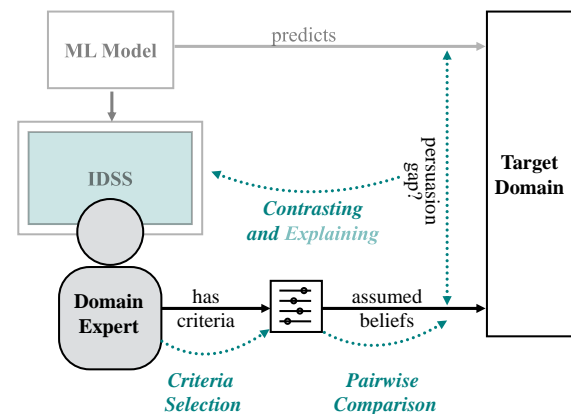 ML Model
predicts
IDSS
persuasion
gap?
Target
Domain
Contrasting
and Explaining
Domain
Expert
has
criteria
assumed
beliefs
Criteria
Selection
Pairwise
Comparison